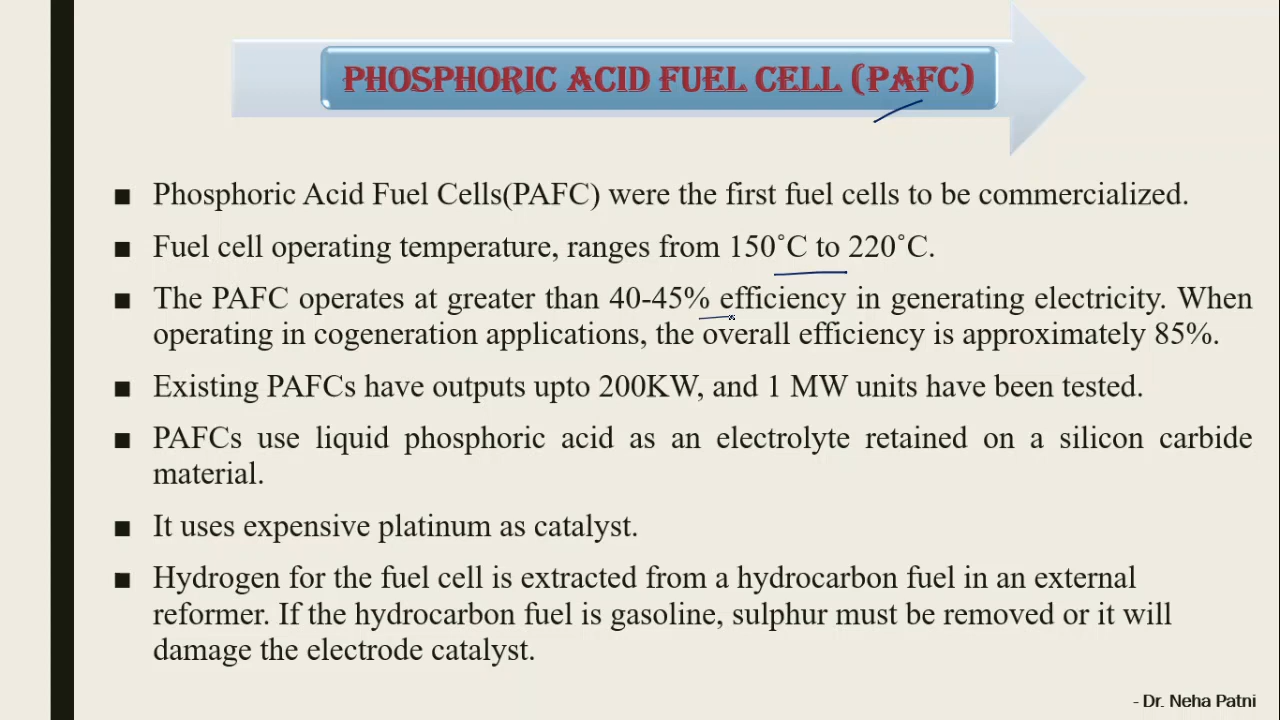 PHOSPHORIC ACID FUEL CELL (PAFC)
■ Phosphoric Acid Fuel Cells(PAFC) were the first fuel cells to be commercialized.
■ Fuel cell operating temperature, ranges from 150˚C to 220˚C.
■ The PAFC operates at greater than 40-45% efficiency in generating electricity. When
operating in cogeneration applications, the overall efficiency is approximately 85%.
■ Existing PAFCs have outputs upto 200KW, and 1 MW units have been tested.
■ PAFCs use liquid phosphoric acid as an electrolyte retained on a silicon carbide
material.
■ It uses expensive platinum as catalyst.
■ Hydrogen for the fuel cell is extracted from a hydrocarbon fuel in an external
reformer. If the hydrocarbon fuel is gasoline, sulphur must be removed or it will
damage the electrode catalyst.
- Dr. Neha Patni